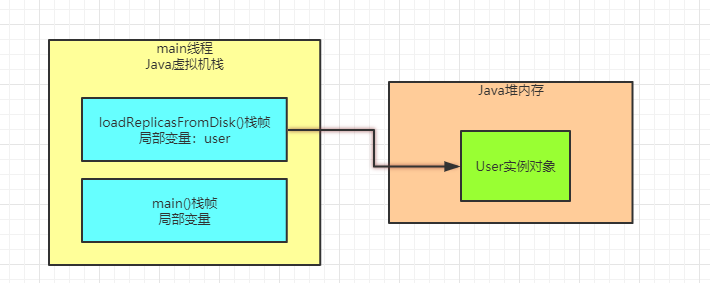 main线程
Java虚拟机栈
loadReplicasFromDisk()栈帧
局部变量：user
main()栈帧
局部变量
Java堆内存
User实例对象